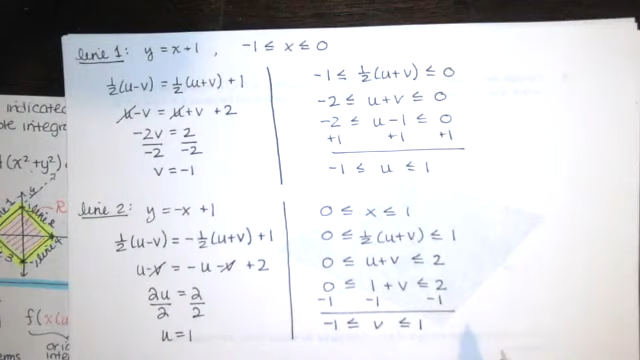 line 1: y = x + 1 , -1 ≤ x ≤ 0
½(u-v) = ½(u+v) + 1
-1 ≤ ½(u+v) ≤ 0
u-v = u+v +2
-2 ≤ u+v ≤ 0
-2v = 2
-2 -2
-2 ≤ u-1 ≤ 0
+1 +1 +1
v = -1
-1 ≤ u ≤ 1
line 2: y = -x + 1
0 ≤ x ≤ 1
½(u-v) = -½(u+v) + 1
0 ≤ ½(u+v) ≤ 1
u-v = -u-v +2
0 ≤ u+v ≤ 2
2u = 2
2 2
0 ≤ 1+v ≤ 2
-1 -1 -1
u = 1
-1 ≤ v ≤ 1
indicated
(x²+y²)
R
f(x(u